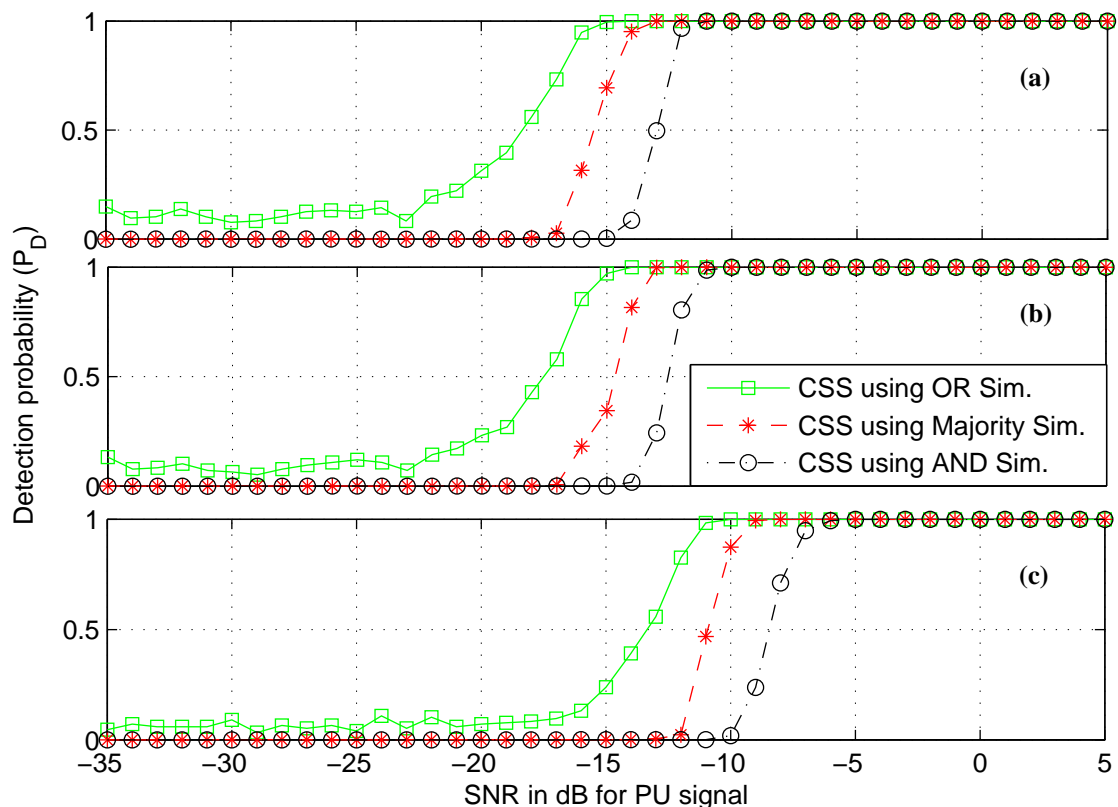 1
(a)
0.5
0
1
(b)
0.5
0
CSS using OR Sim.
CSS using Majority Sim.
CSS using AND Sim.
1
(c)
0.5
0
Detection probability (P_D)
−35 −30 −25 −20 −15 −10 −5 0 5
SNR in dB for PU signal